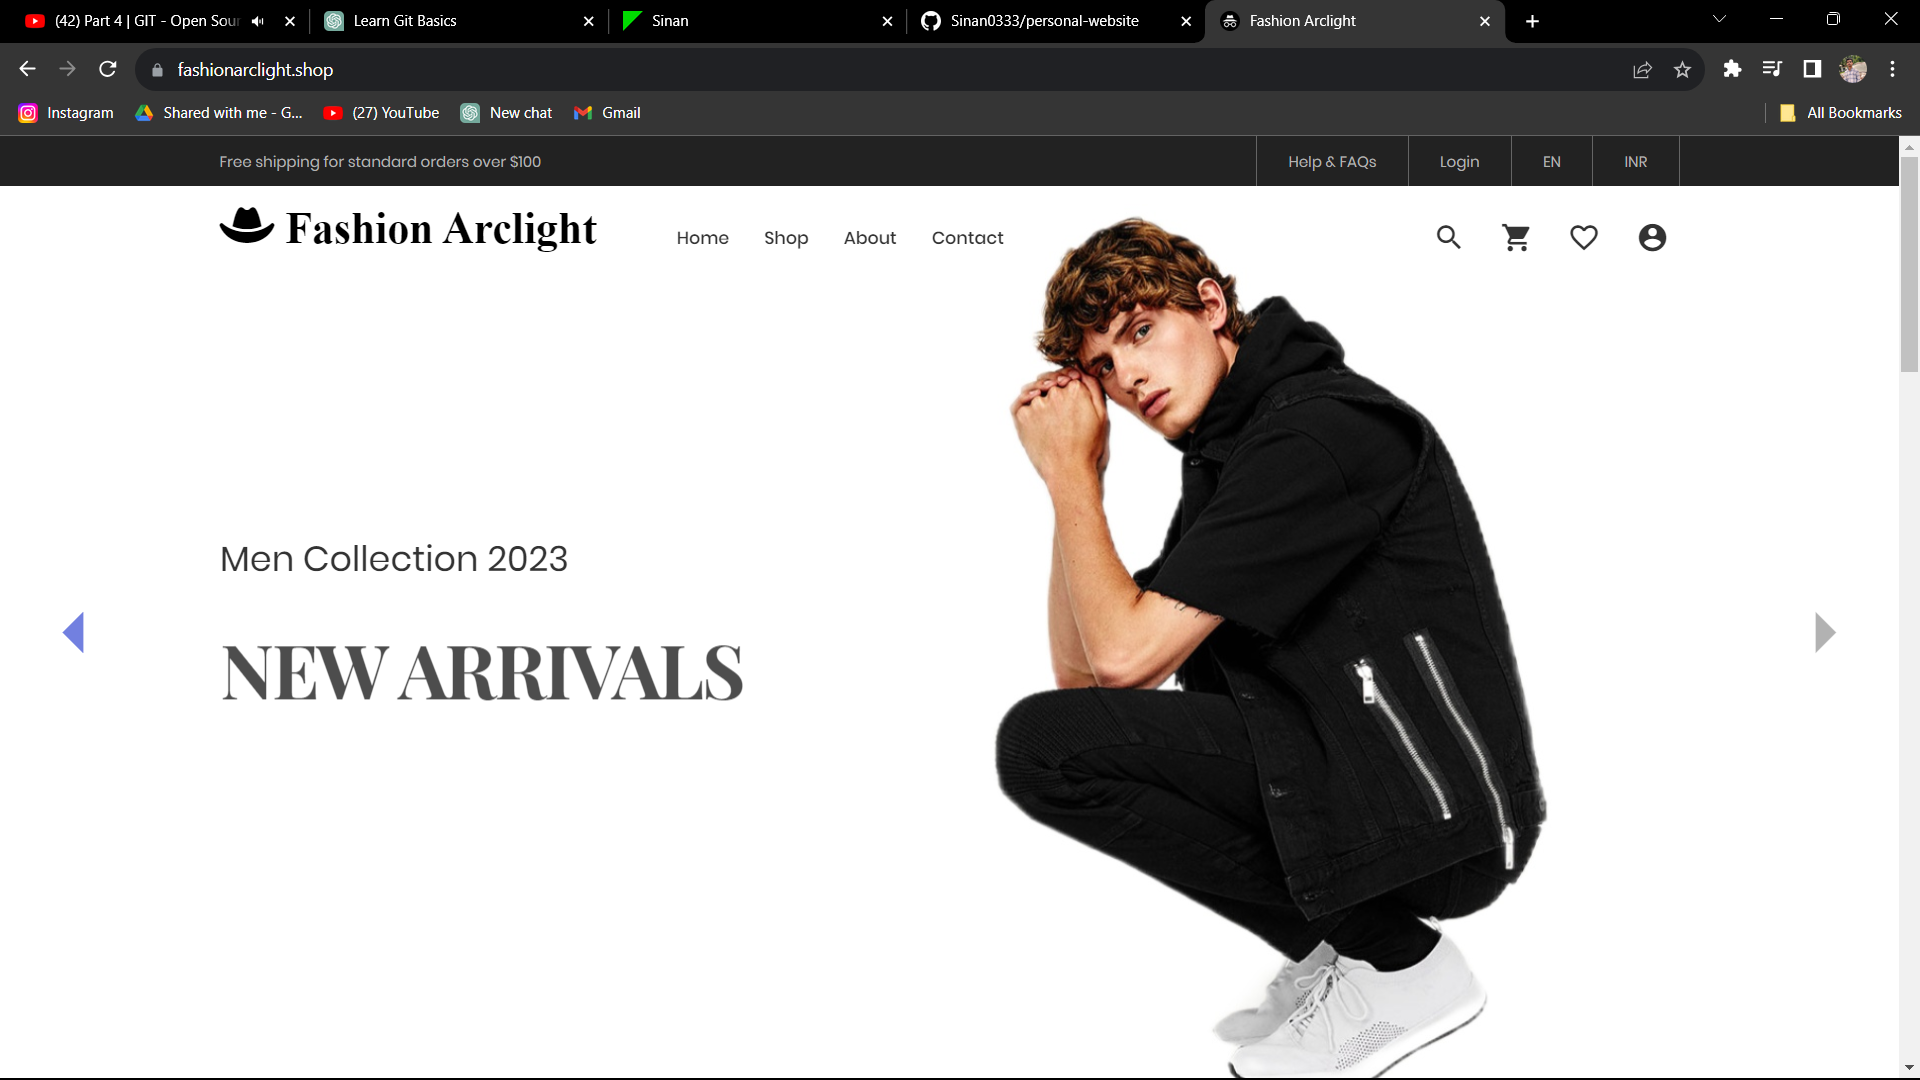 (42) Part 4 | GIT - Open Sour
Learn Git Basics
Sinan
Sinan0333/personal-website
Fashion Arclight
fashionarclight.shop
Instagram
Shared with me - G...
(27) YouTube
New chat
Gmail
All Bookmarks
Free shipping for standard orders over $100
Help & FAQs
Login
EN
INR
Fashion Arclight
Home
Shop
About
Contact
Men Collection 2023
NEW ARRIVALS